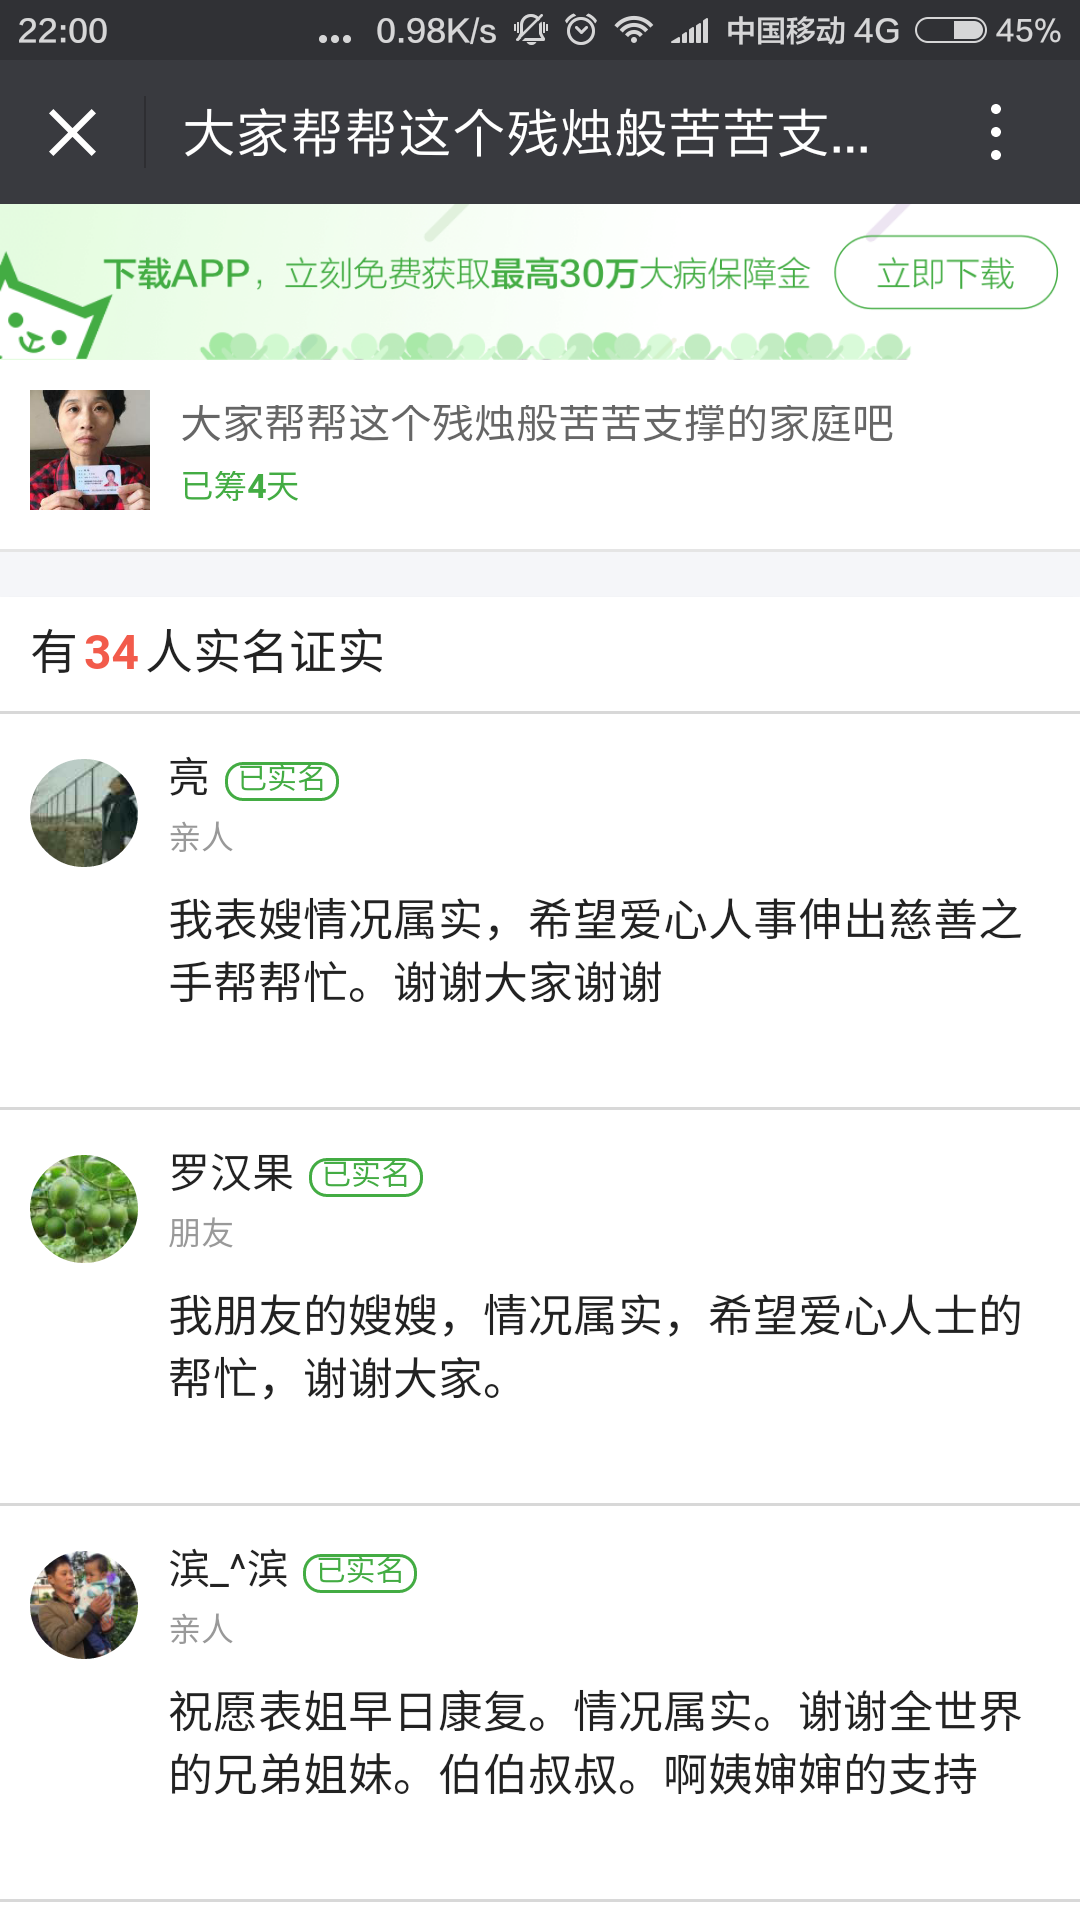 22:00 ... 0.98K/s 中国移动 4G 45%
大家帮帮这个残烛般苦苦支...
下载APP，立刻免费获取最高30万大病保障金 立即下载
大家帮帮这个残烛般苦苦支撑的家庭吧
已筹4天
有34人实名证实
亮 已实名
亲人
我表嫂情况属实，希望爱心人事伸出慈善之
手帮帮忙。谢谢大家谢谢
罗汉果 已实名
朋友
我朋友的嫂嫂，情况属实，希望爱心人士的
帮忙，谢谢大家。
滨_^滨 已实名
亲人
祝愿表姐早日康复。情况属实。谢谢全世界
的兄弟姐妹。伯伯叔叔。啊姨婶婶的支持